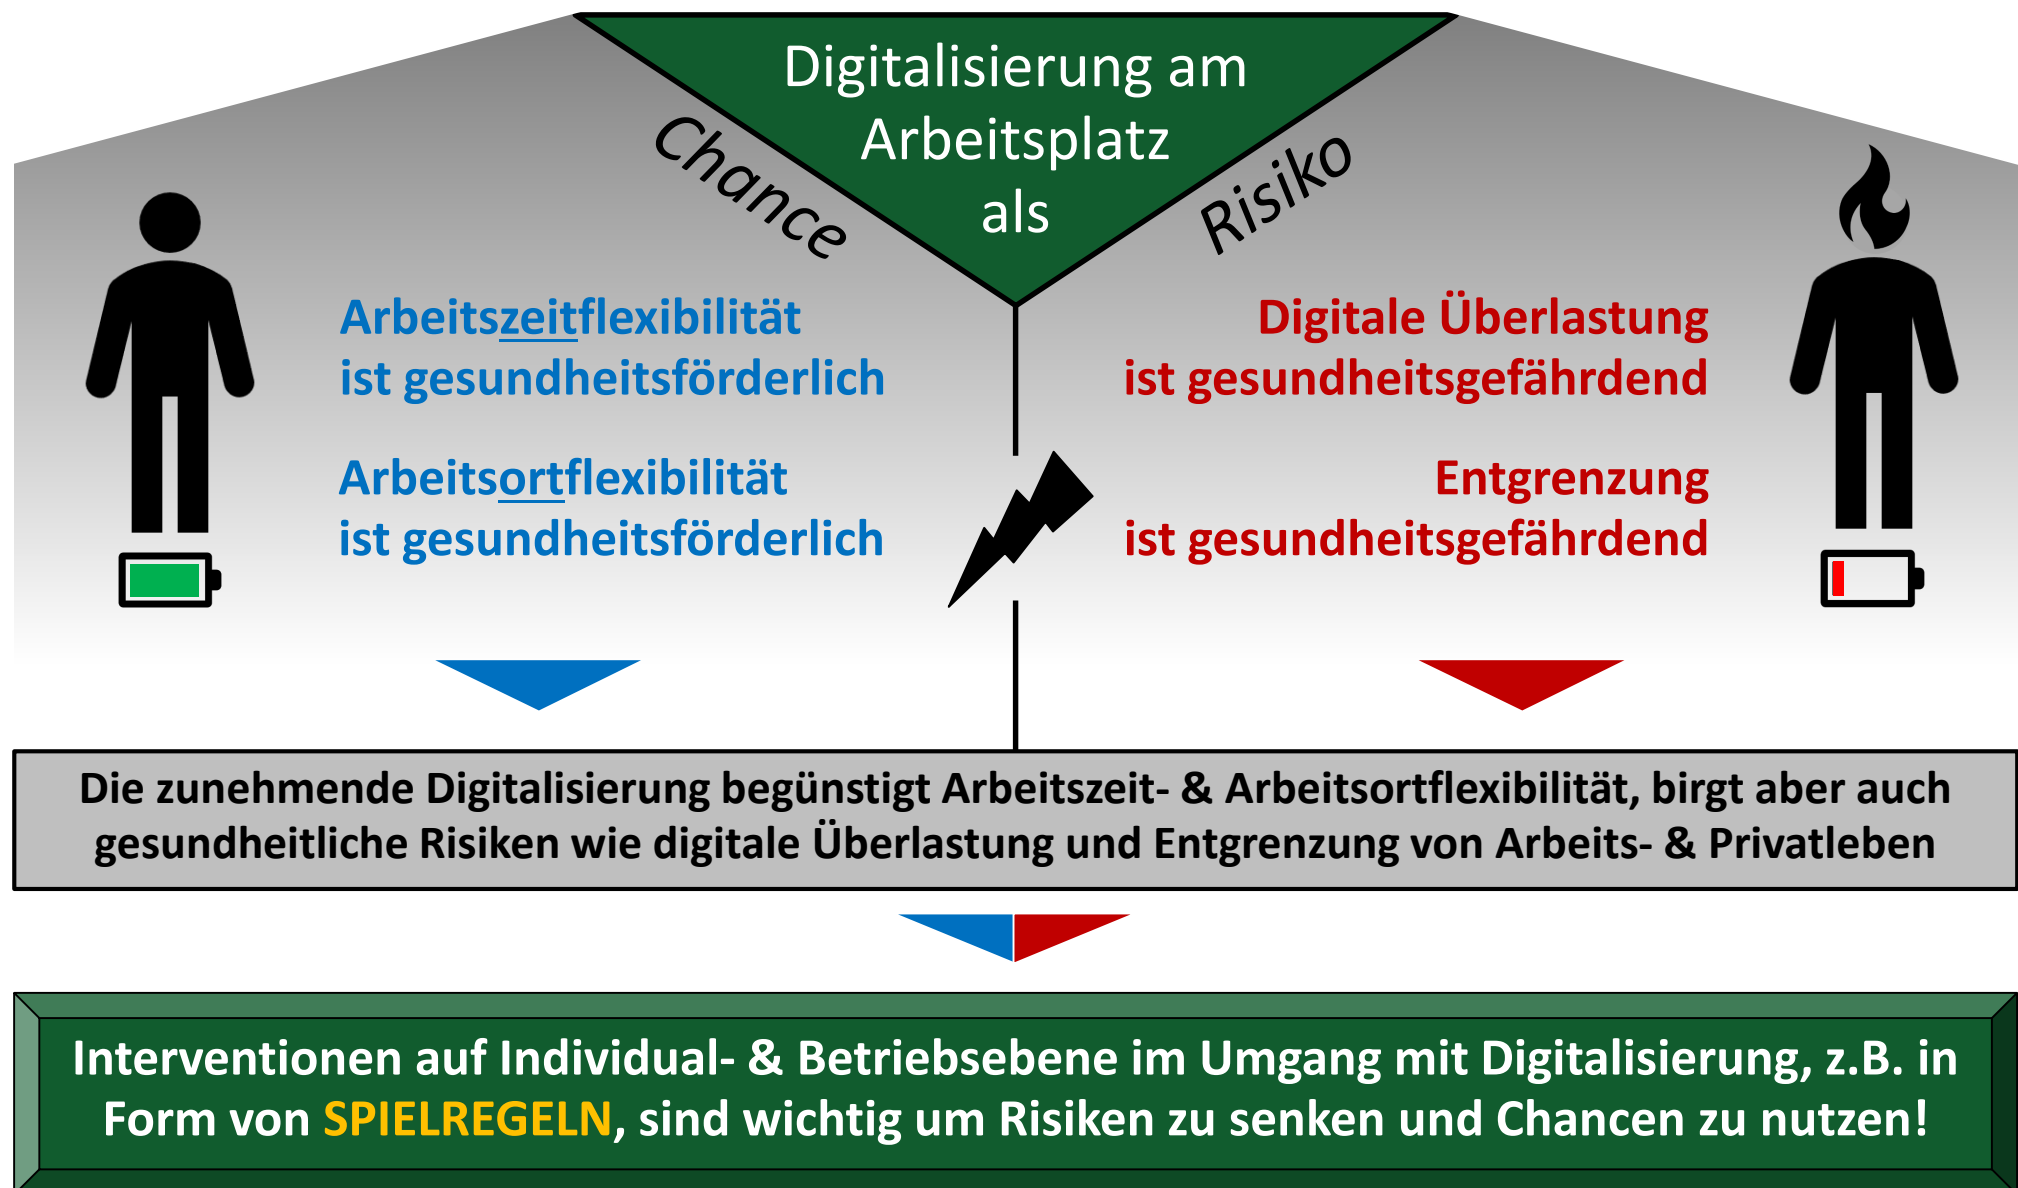 Digitalisierung am
Arbeitsplatz
als
Chance
Risiko
Arbeitszeitflexibilität
ist gesundheitsförderlich
Arbeitsortflexibilität
ist gesundheitsförderlich
Digitale Überlastung
ist gesundheitsgefährdend
Entgrenzung
ist gesundheitsgefährdend
Die zunehmende Digitalisierung begünstigt Arbeitszeit- & Arbeitsortflexibilität, birgt aber auch
gesundheitliche Risiken wie digitale Überlastung und Entgrenzung von Arbeits- & Privatleben
Interventionen auf Individual- & Betriebsebene im Umgang mit Digitalisierung, z.B. in
Form von SPIELREGELN, sind wichtig um Risiken zu senken und Chancen zu nutzen!